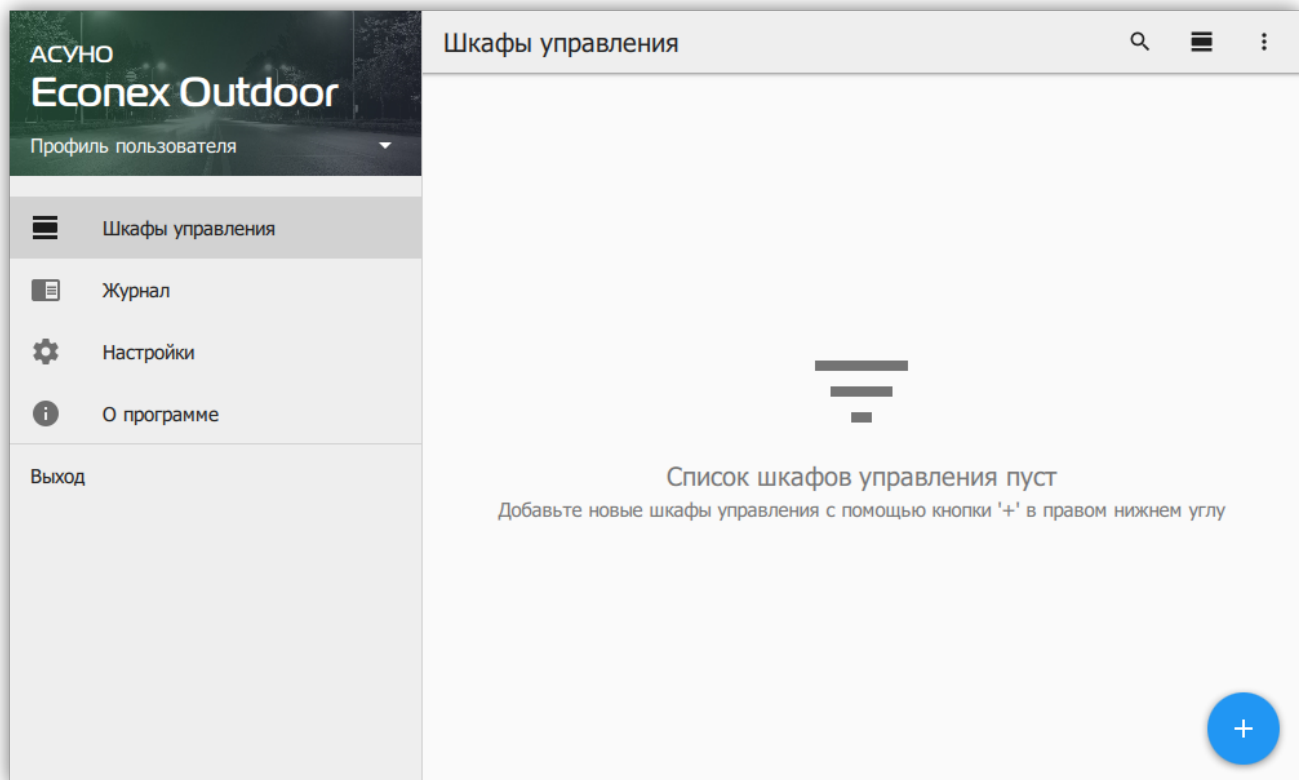 АСУНО
Econex Outdoor
Профиль пользователя
Шкафы управления
Журнал
Настройки
О программе
Выход
Шкафы управления
Список шкафов управления пуст
Добавьте новые шкафы управления с помощью кнопки '+' в правом нижнем углу